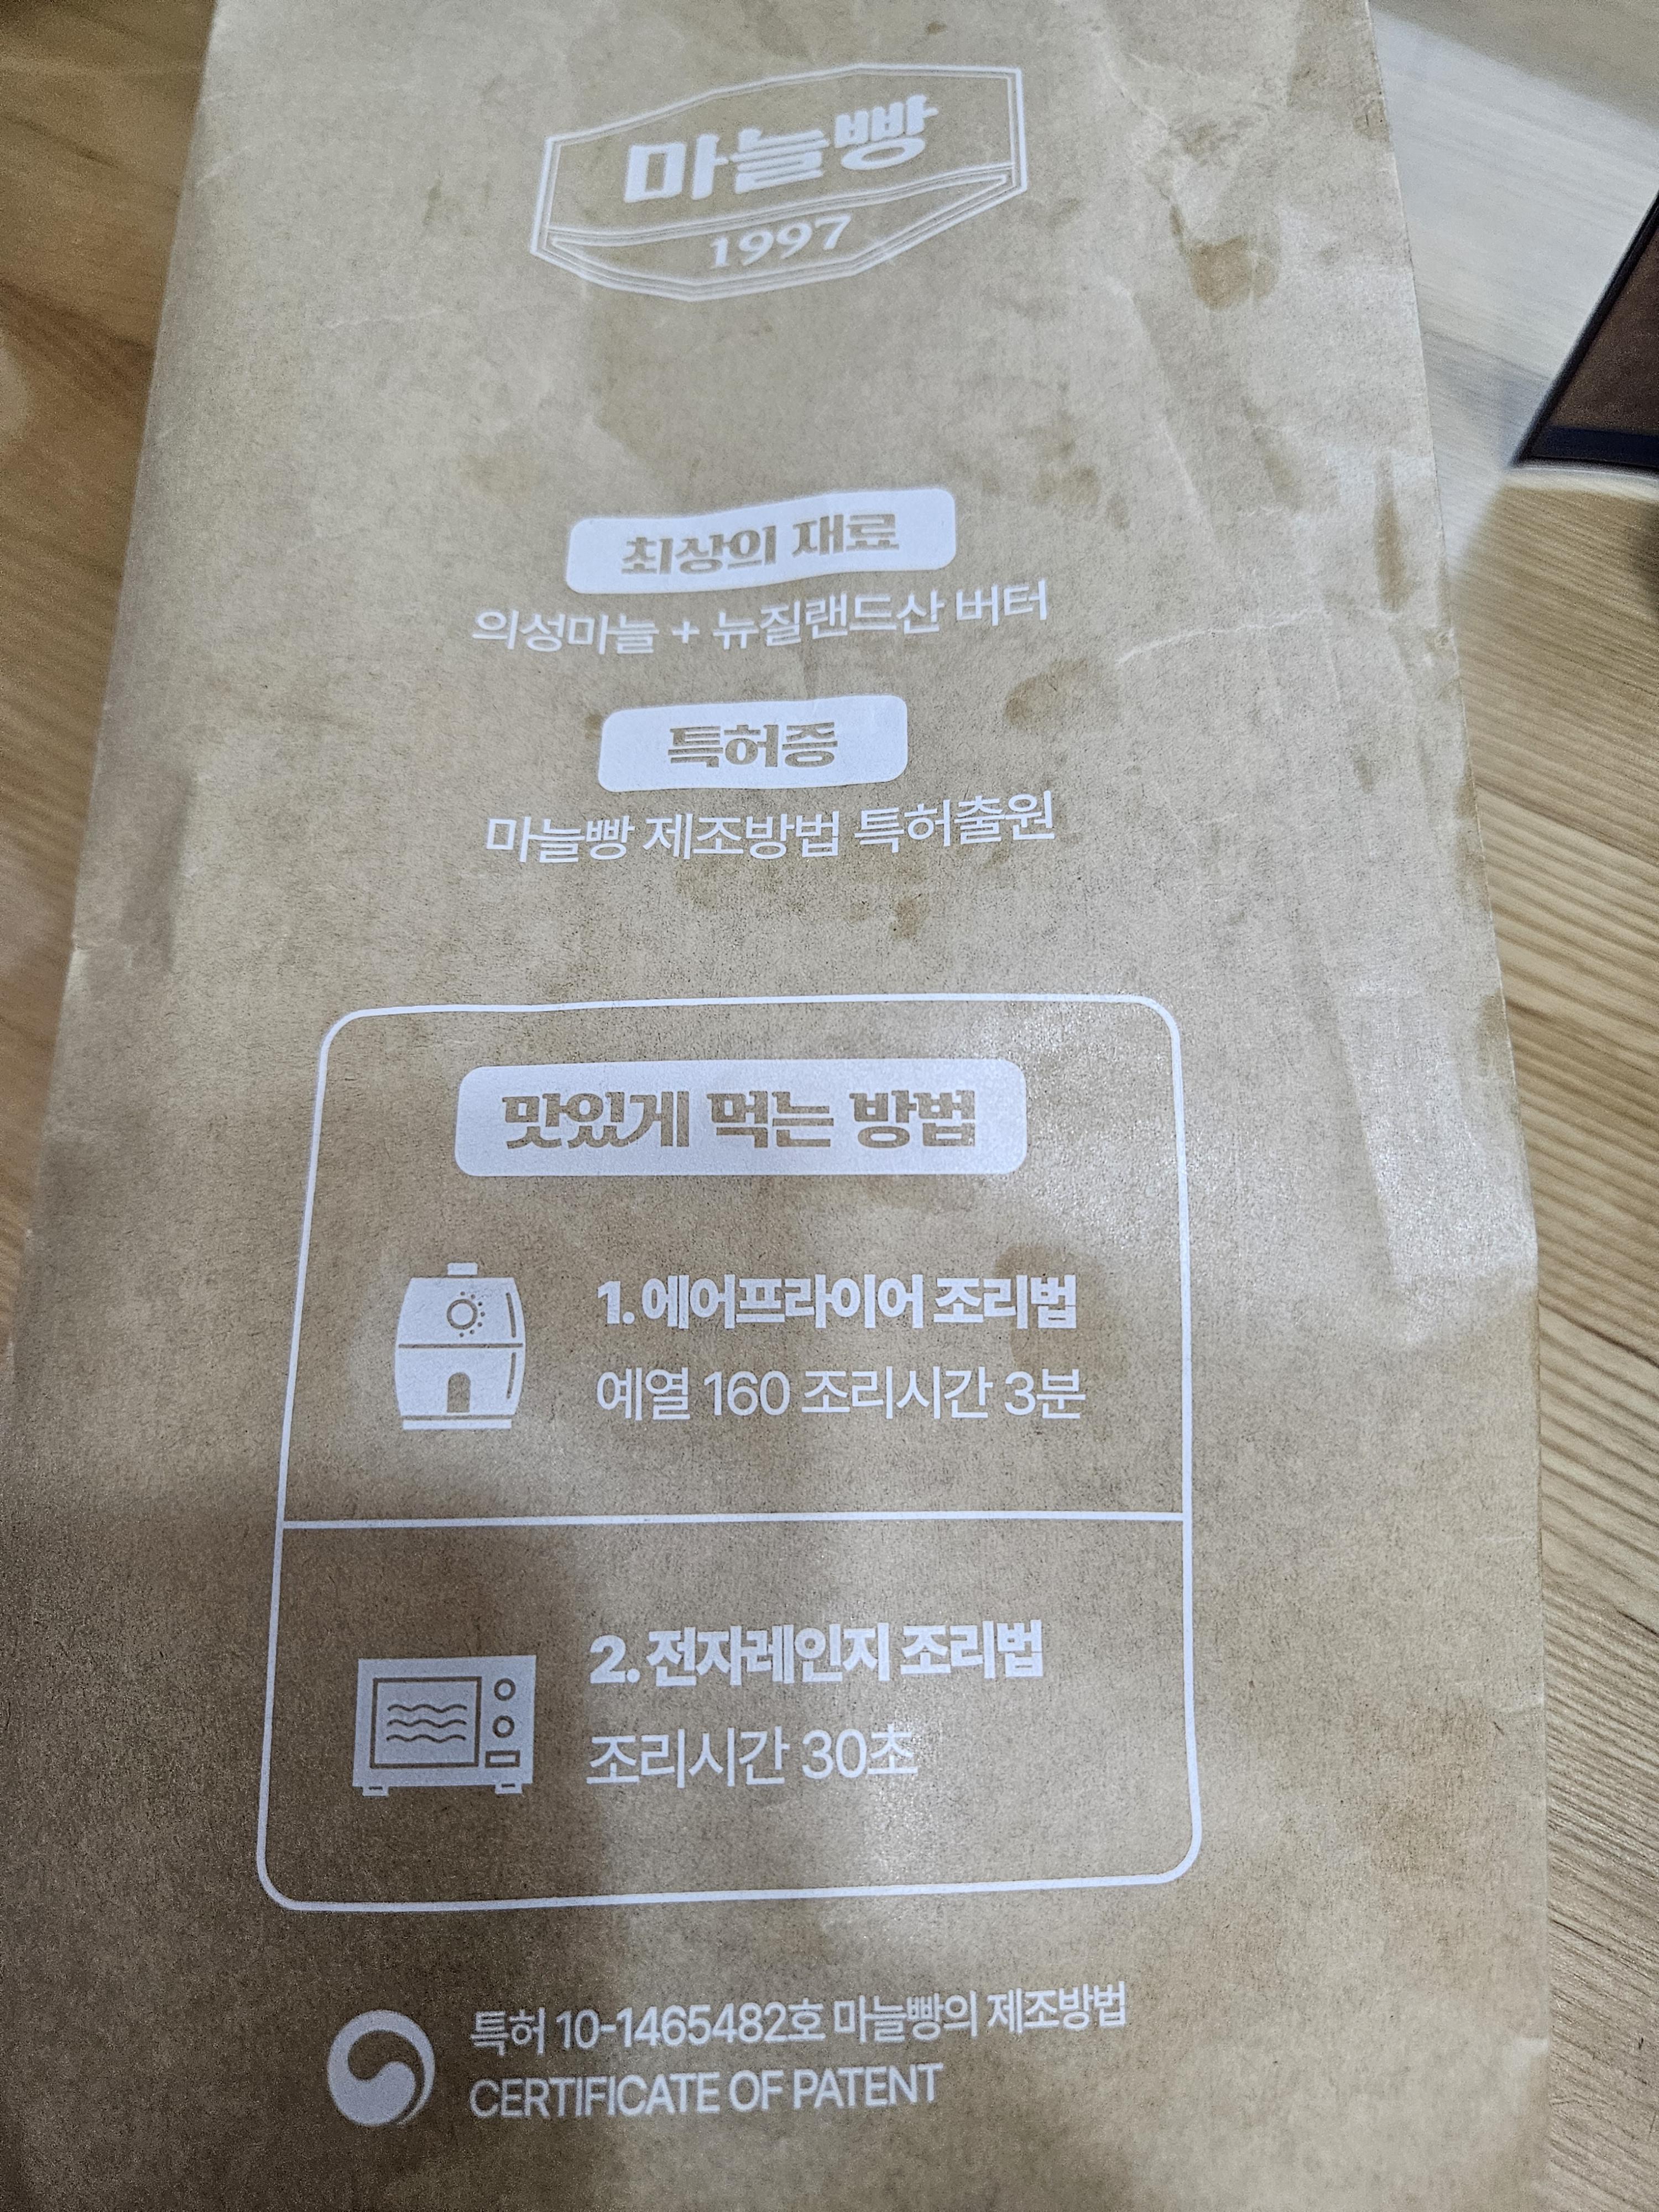 마늘빵
1997
최상의 재료
의성마늘 + 뉴질랜드산 버터
특허증
마늘빵 제조방법 특허출원
맛있게 먹는 방법
1. 에어프라이어 조리법
예열 160 조리시간 3분
2. 전자레인지 조리법
조리시간 30초
특허 10-1465482호 마늘빵의 제조방법
CERTIFICATE OF PATENT